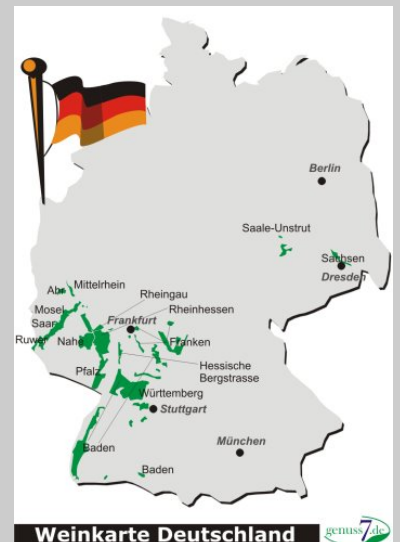 Berlin
Saale-Unstrut
Sachsen
Dresden
Ahr
Mittelrhein
Rheingau
Mosel
Saar
Ruwer
Rheinhessen
Frankfurt
Nahe
Franken
Pfalz
Hessische
Bergstrasse
Württemberg
Stuttgart
Baden
München
Baden
Weinkarte Deutschland
genuss7.de